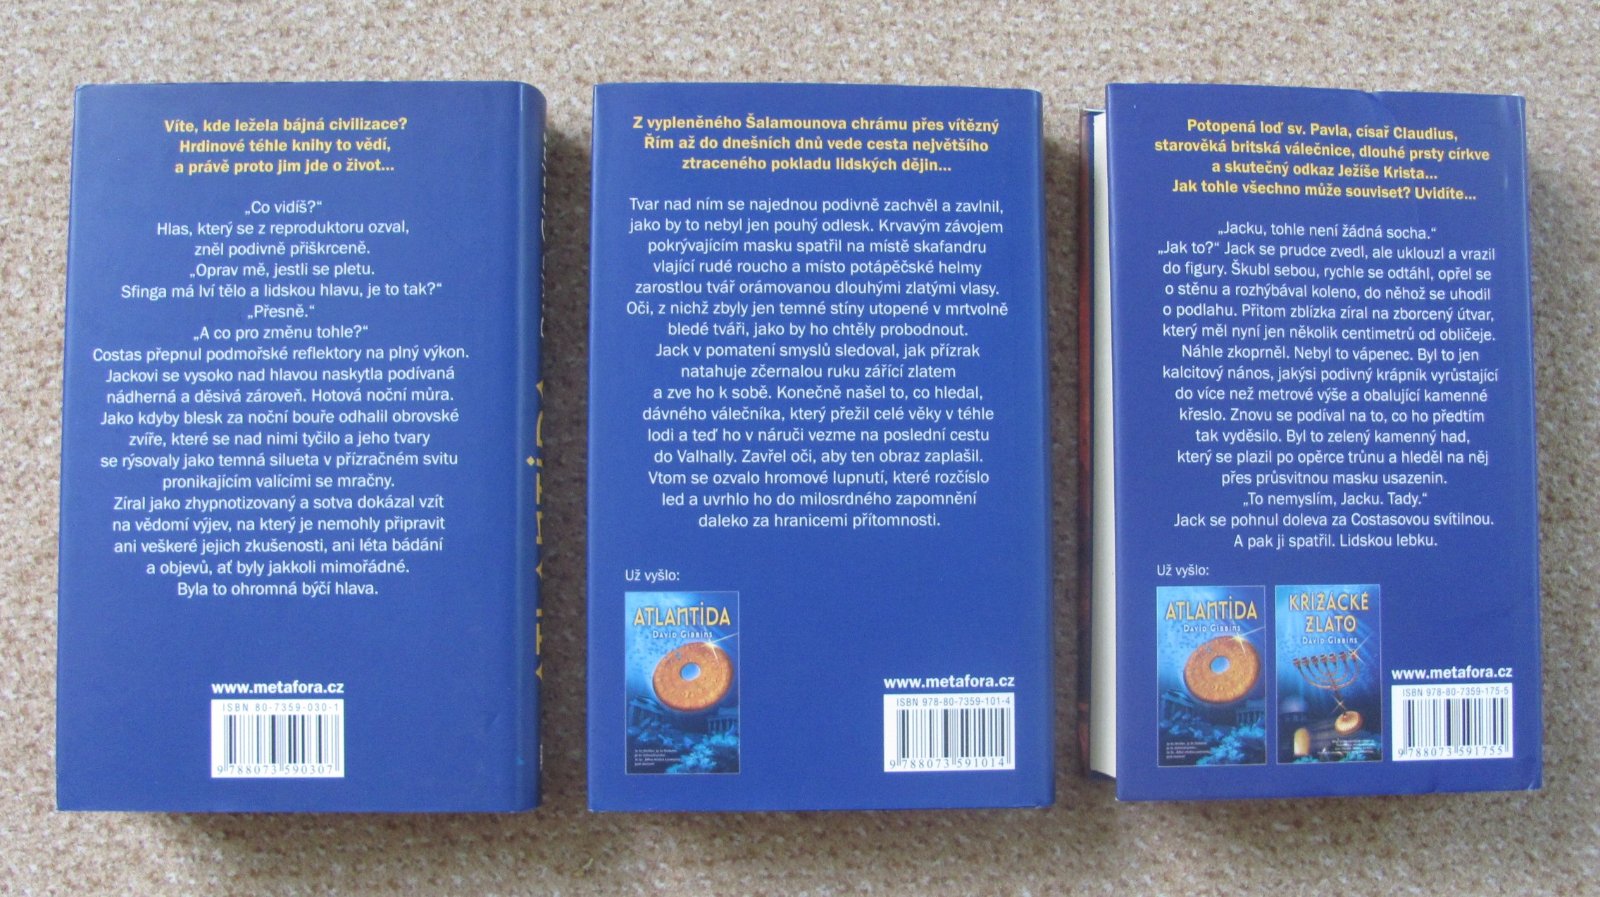 Víte, kde ležela bájná civilizace?
Hrdinové téhle knihy to vědí,
a právě proto jim jde o život...
„Co vidíš?“
Hlas, který se z reproduktoru ozval,
zněl podivně přiškrceně.
„Oprav mě, jestli se pletu.
Sfinga má lví tělo a lidskou hlavu, je to tak?“
„Přesně.“
„A co pro změnu tohle?“
Costas přepnul podmořské reflektory na plný výkon.
Jackovi se vysoko nad hlavou naskytla podívaná
nádherná a děsivá zároveň. Hotová noční můra.
Jako kdyby blesk za noční bouře odhalil obrovské
zvíře, které se nad nimi tyčilo a jeho tvary
se rýsovaly jako temná silueta v přízračném svitu
pronikajícím valícími se mračny.
Zíral jako zhypnotizovaný a sotva dokázal vzít
na vědomí výjev, na který je nemohly připravit
ani veškeré jejich zkušenosti, ani léta bádání
a objevů, ať byly jakkoli mimořádné.
Byla to ohromná býčí hlava.
www.metafora.cz
ISBN 80-7359-030-1
9 788073 590307
ATLANTIDA
Z vypleněného Šalamounova chrámu přes vítězný
Řím až do dnešních dnů vede cesta největšího
ztraceného pokladu lidských dějin...
Tvar nad ním se najednou podivně zachvěl a zavlnil,
jako by to nebyl jen pouhý odlesk. Krvavým závojem
pokrývajícím masku spatřil na místě skafandru
vlající rudé roucho a místo potápěčské helmy
zarostlou tvář orámovanou dlouhými zlatými vlasy.
Oči, z nichž zbyly jen temné stíny utopené v mrtvolně
bledé tváři, jako by ho chtěly probodnout.
Jack v pomatení smyslů sledoval, jak přízrak
natahuje zčernalou ruku zářící zlatem
a zve ho k sobě. Konečně našel to, co hledal,
dávného válečníka, který přežil celé věky v téhle
lodi a teď ho v náruči vezme na poslední cestu
do Valhally. Zavřel oči, aby ten obraz zaplašil.
Vtom se ozvalo hromové lupnutí, které rozčíslo
led a uvrhlo ho do milosrdného zapomnění
daleko za hranicemi přítomnosti.
Už vyšlo:
ATLANTIDA
DAVID GIBBINS
www.metafora.cz
ISBN 978-80-7359-101-4
9 788073 591014
Potopená loď sv. Pavla, císař Claudius,
starověká britská válečnice, dlouhé prsty církve
a skutečný odkaz Ježíše Krista...
Jak tohle všechno může souviset? Uvidíte...
„Jacku, tohle není žádná socha.“
„Jak to?“ Jack se prudce zvedl, ale uklouzl a vrazil
do figury. Škubl sebou, rychle se odtáhl, opřel se
o stěnu a rozhýbával koleno, do něhož se uhodil
o podlahu. Přitom zblízka zíral na zborcený útvar,
který měl nyní jen několik centimetrů od obličeje.
Náhle zkoprněl. Nebyl to vápenec. Byl to jen
kalcitový nános, jakýsi podivný krápník vyrůstající
do více než metrové výše a obalující kamenné
křeslo. Znovu se podíval na to, co ho předtím
tak vyděsilo. Byl to zelený kamenný had,
který se plazil po opěrce trůnu a hleděl na něj
přes průsvitnou masku usazenin.
„To nemyslím, Jacku. Tady.“
Jack se pohnul doleva za Costasovou svítilnou.
A pak ji spatřil. Lidskou lebku.
Už vyšlo:
ATLANTIDA
DAVID GIBBINS
KŘIŽÁCKÉ
ZLATO
DAVID GIBBINS
www.metafora.cz
ISBN 978-80-7359-175-5
9 788073 591755